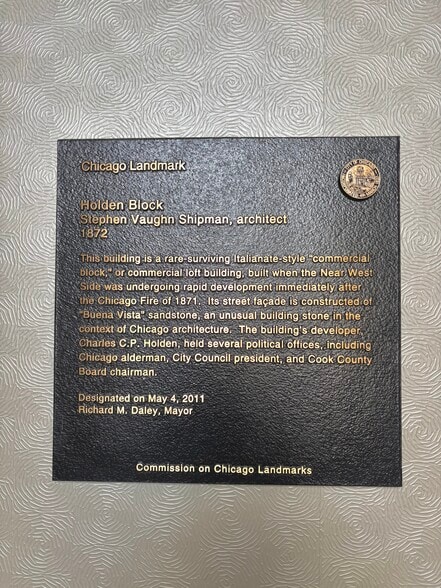 Chicago Landmark
Holden Block
Stephen Vaughn Shipman, architect
1872
This building is a rare-surviving Italianate-style "commercial
block," or commercial loft building, built when the Near West
Side was undergoing rapid development immediately after
the Chicago Fire of 1871. Its street façade is constructed of
"Buena Vista" sandstone, an unusual building stone in the
context of Chicago architecture. The building's developer,
Charles C.P. Holden, held several political offices, including
Chicago alderman, City Council president, and Cook County
Board chairman.
Designated on May 4, 2011
Richard M. Daley, Mayor
Commission on Chicago Landmarks